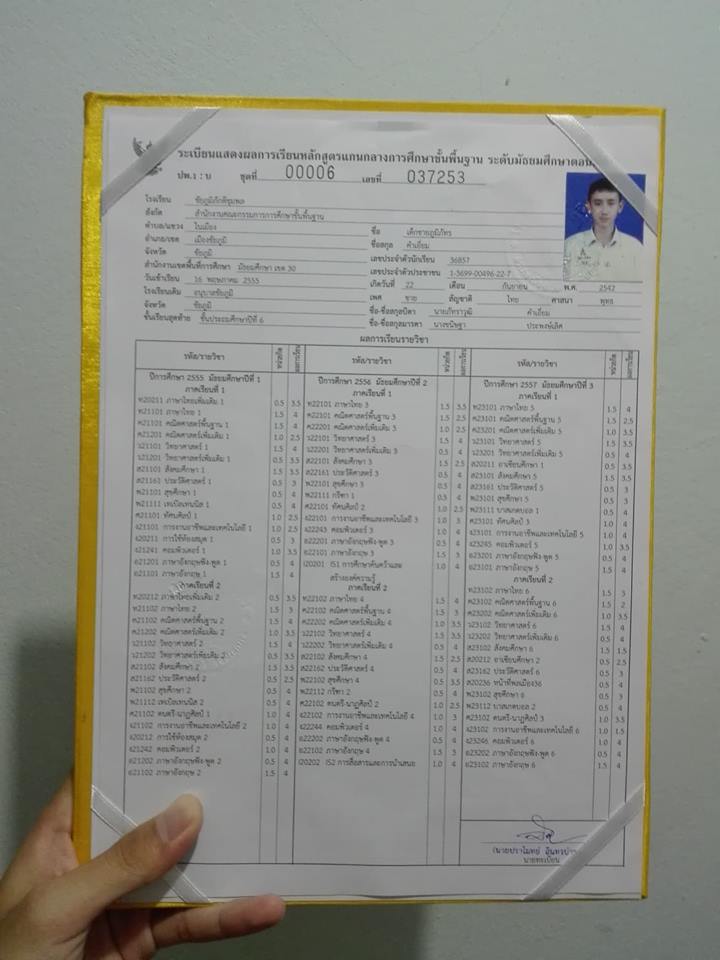 ระเบียนแสดงผลการเรียนหลักสูตรแกนกลางการศึกษาขั้นพื้นฐาน ระดับมัธยมศึกษาตอน
ปพ.1 : บ ชุดที่ 00006 เลขที่ 037253
โรงเรียน ชัยภูมิภักดีชุมพล
สังกัด สำนักงานคณะกรรมการการศึกษาขั้นพื้นฐาน
ตำบล/แขวง ในเมือง
อำเภอ/เขต เมืองชัยภูมิ
จังหวัด ชัยภูมิ
สำนักงานเขตพื้นที่การศึกษา มัธยมศึกษา เขต 30
วันเข้าเรียน 16 พฤษภาคม 2555
โรงเรียนเดิม อนุบาลชัยภูมิ
จังหวัด ชัยภูมิ
ชั้นเรียนสุดท้าย ชั้นประถมศึกษาปีที่ 6
ชื่อ เด็กชายภูมิภัทร
ชื่อสกุล คำเอี่ยม
เลขประจำตัวนักเรียน 36857
เลขประจำตัวประชาชน 1-3699-00496-22-7
เกิดวันที่ 22 เดือน กันยายน พ.ศ. 2542
เพศ ชาย สัญชาติ ไทย ศาสนา พุทธ
ชื่อ-ชื่อสกุลบิดา นายภัทราวุฒิ คำเอี่ยม
ชื่อ-ชื่อสกุลมารดา นางชนิษฐา ประพงษ์เลิศ
ผลการเรียนรายวิชา
รหัส/รายวิชา หน่วยกิต ผลการเรียน
ปีการศึกษา 2555 มัธยมศึกษาปีที่ 1
ภาคเรียนที่ 1
ท20211 ภาษาไทยเพิ่มเติม 1 0.5 3.5
ท21101 ภาษาไทย 1 1.5 4
ค21101 คณิตศาสตร์พื้นฐาน 1 1.5 4
ค21201 คณิตศาสตร์เพิ่มเติม 1 1.0 2.5
ว21101 วิทยาศาสตร์ 1 1.5 4
ว21201 วิทยาศาสตร์เพิ่มเติม 1 0.5 3.5
ส21101 สังคมศึกษา 1 1.5 3.5
ส21161 ประวัติศาสตร์ 1 0.5 3
พ21101 สุขศึกษา 1 0.5 4
พ21111 เทเบิลเทนนิส 1 0.5 4
ศ21101 ทัศนศิลป์ 1 1.0 2.5
ง21101 การงานอาชีพและเทคโนโลยี 1 1.0 2.5
ง20211 การใช้ห้องสมุด 1 0.5 3
ง21241 คอมพิวเตอร์ 1 1.0 3.5
อ21201 ภาษาอังกฤษฟัง-พูด 1 0.5 4
อ21101 ภาษาอังกฤษ 1 1.5 4
ภาคเรียนที่ 2
ท20212 ภาษาไทยเพิ่มเติม 2 0.5 3.5
ท21102 ภาษาไทย 2 1.5 3
ค21102 คณิตศาสตร์พื้นฐาน 2 1.5 4
ค21202 คณิตศาสตร์เพิ่มเติม 2 1.0 3.5
ว21102 วิทยาศาสตร์ 2 1.5 4
ว21202 วิทยาศาสตร์เพิ่มเติม 2 0.5 3.5
ส21102 สังคมศึกษา 2 1.5 3.5
ส21162 ประวัติศาสตร์ 2 0.5 2.5
พ21102 สุขศึกษา 2 0.5 4
พ21112 เทเบิลเทนนิส 2 0.5 4
ศ21102 ดนตรี-นาฏศิลป์ 1 1.0 4
ง21102 การงานอาชีพและเทคโนโลยี 2 1.0 4
ง20212 การใช้ห้องสมุด 2 0.5 4
ง21242 คอมพิวเตอร์ 2 1.0 4
อ21202 ภาษาอังกฤษฟัง-พูด 2 0.5 4
อ21102 ภาษาอังกฤษ 2 1.5 4
รหัส/รายวิชา หน่วยกิต ผลการเรียน
ปีการศึกษา 2556 มัธยมศึกษาปีที่ 2
ภาคเรียนที่ 1
ท22101 ภาษาไทย 3 1.5 3.5
ค22101 คณิตศาสตร์พื้นฐาน 3 1.5 2.5
ค22201 คณิตศาสตร์เพิ่มเติม 3 1.0 2.5
ว22101 วิทยาศาสตร์ 3 1.5 4
ว22201 วิทยาศาสตร์เพิ่มเติม 3 0.5 4
ส22101 สังคมศึกษา 3 1.5 2.5
ส22161 ประวัติศาสตร์ 3 0.5 4
พ22101 สุขศึกษา 3 0.5 4
พ22111 กรีฑา 1 0.5 4
ศ22101 ทัศนศิลป์ 2 1.0 2.5
ง22101 การงานอาชีพและเทคโนโลยี 3 1.0 3
ง22243 คอมพิวเตอร์ 3 1.0 4
อ22201 ภาษาอังกฤษฟัง-พูด 3 0.5 4
อ22101 ภาษาอังกฤษ 3 1.5 3.5
I20201 IS1 การศึกษาค้นคว้าและ 1.0 4
สร้างองค์ความรู้
ภาคเรียนที่ 2
ท22102 ภาษาไทย 4 1.5 4
ค22102 คณิตศาสตร์พื้นฐาน 4 1.5 3
ค22202 คณิตศาสตร์เพิ่มเติม 4 1.0 3.5
ว22102 วิทยาศาสตร์ 4 1.5 3.5
ว22202 วิทยาศาสตร์เพิ่มเติม 4 0.5 4
ส22102 สังคมศึกษา 4 1.5 2.5
ส22162 ประวัติศาสตร์ 4 0.5 4
พ22102 สุขศึกษา 4 0.5 3.5
พ22112 กรีฑา 2 0.5 4
ศ22102 ดนตรี-นาฏศิลป์ 2 1.0 2.5
ง22102 การงานอาชีพและเทคโนโลยี 4 1.0 3
ง22244 คอมพิวเตอร์ 4 1.0 4
อ22202 ภาษาอังกฤษฟัง-พูด 4 0.5 4
อ22102 ภาษาอังกฤษ 4 1.5 3
I20202 IS2 การสื่อสารและการนำเสนอ 1.0 4
รหัส/รายวิชา หน่วยกิต ผลการเรียน
ปีการศึกษา 2557 มัธยมศึกษาปีที่ 3
ภาคเรียนที่ 1
ท23101 ภาษาไทย 5 1.5 4
ค23101 คณิตศาสตร์พื้นฐาน 5 1.5 2.5
ค23201 คณิตศาสตร์เพิ่มเติม 5 1.0 3.5
ว23101 วิทยาศาสตร์ 5 1.5 3.5
ว23201 วิทยาศาสตร์เพิ่มเติม 5 0.5 4
ส20211 อาเซียนศึกษา 1 0.5 3.5
ส23101 สังคมศึกษา 5 1.5 3.5
ส23161 ประวัติศาสตร์ 5 0.5 3
พ23101 สุขศึกษา 5 0.5 3
พ23111 บาสเกตบอล 1 0.5 4
ศ23101 ทัศนศิลป์ 3 1.0 4
ง23101 การงานอาชีพและเทคโนโลยี 5 1.0 4
ง23245 คอมพิวเตอร์ 5 1.0 3.5
อ23201 ภาษาอังกฤษฟัง-พูด 5 0.5 4
อ23101 ภาษาอังกฤษ 5 1.5 4
ภาคเรียนที่ 2
ท23102 ภาษาไทย 6 1.5 3
ค23102 คณิตศาสตร์พื้นฐาน 6 1.5 2
ค23202 คณิตศาสตร์เพิ่มเติม 6 1.0 3.5
ว23102 วิทยาศาสตร์ 6 1.5 4
ว23202 วิทยาศาสตร์เพิ่มเติม 6 0.5 4
ส23102 สังคมศึกษา 6 1.5 1.5
ส20212 อาเซียนศึกษา 2 0.5 2.5
ส23162 ประวัติศาสตร์ 6 0.5 3
ส20236 หน้าที่พลเมือง36 0.5 4
พ23102 สุขศึกษา 6 0.5 3
พ23112 บาสเกตบอล 2 0.5 4
ศ23102 ดนตรี-นาฏศิลป์ 3 1.0 3.5
ง23102 การงานอาชีพและเทคโนโลยี 6 1.0 1.5
ง23246 คอมพิวเตอร์ 6 1.0 4
อ23202 ภาษาอังกฤษฟัง-พูด 6 0.5 3
อ23102 ภาษาอังกฤษ 6 1.5 4
(นายปราโมทย์
นายทะเบียน